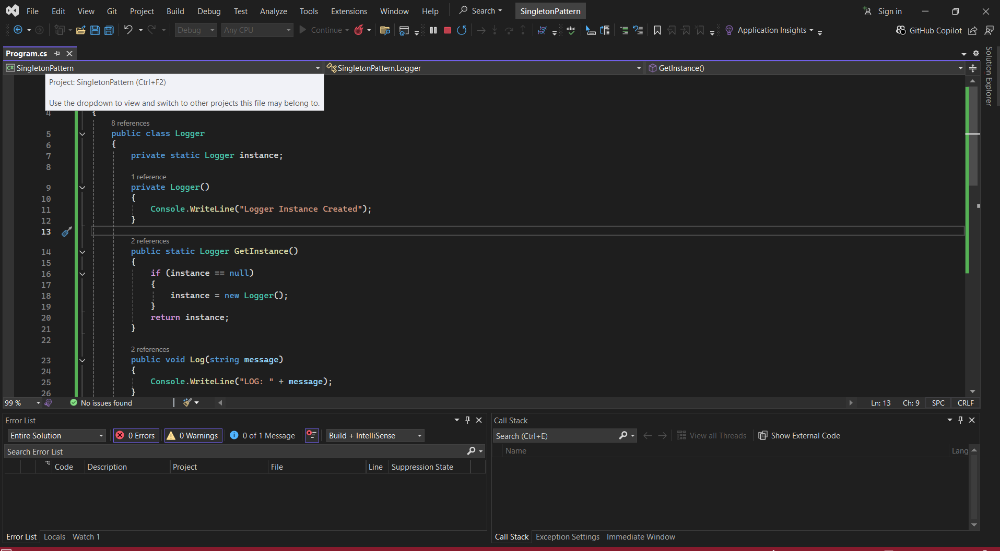 File Edit View Git Project Build Debug Test Analyze Tools Extensions Window Help Search SingletonPattern Sign in
Debug Any CPU Continue abc Application Insights GitHub Copilot
Program.cs
C# SingletonPattern SingletonPattern.Logger GetInstance()
Project: SingletonPattern (Ctrl+F2)
Use the dropdown to view and switch to other projects this file may belong to.
Solution Explorer
4 {
8 references
5 public class Logger
6 {
7 private static Logger instance;
8
1 reference
9 private Logger()
10 {
11 Console.WriteLine("Logger Instance Created");
12 }
13
2 references
14 public static Logger GetInstance()
15 {
16 if (instance == null)
17 {
18 instance = new Logger();
19 }
20 return instance;
21 }
22
2 references
23 public void Log(string message)
24 {
25 Console.WriteLine("LOG: " + message);
26 }
99 % No issues found Ln: 13 Ch: 9 SPC CRLF
Error List
Entire Solution 0 Errors 0 Warnings 0 of 1 Message Build + IntelliSense
Search Error List
Code Description Project File Line Suppression State
Error List Locals Watch 1
Call Stack
Search (Ctrl+E) View all Threads Show External Code
Name Lang
Call Stack Exception Settings Immediate Window